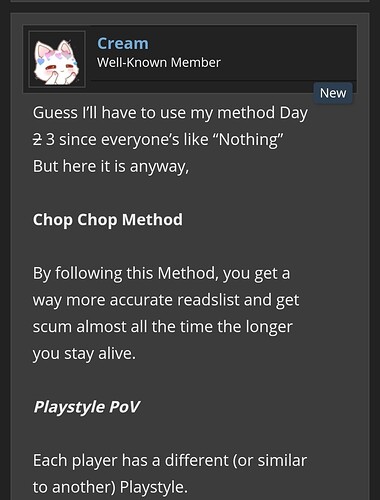 Cream
Well-Known Member
New
Guess I’ll have to use my method Day
2 3 since everyone’s like “Nothing”
But here it is anyway,
Chop Chop Method
By following this Method, you get a
way more accurate readslist and get
scum almost all the time the longer
you stay alive.
Playstyle PoV
Each player has a different (or similar
to another) Playstyle.